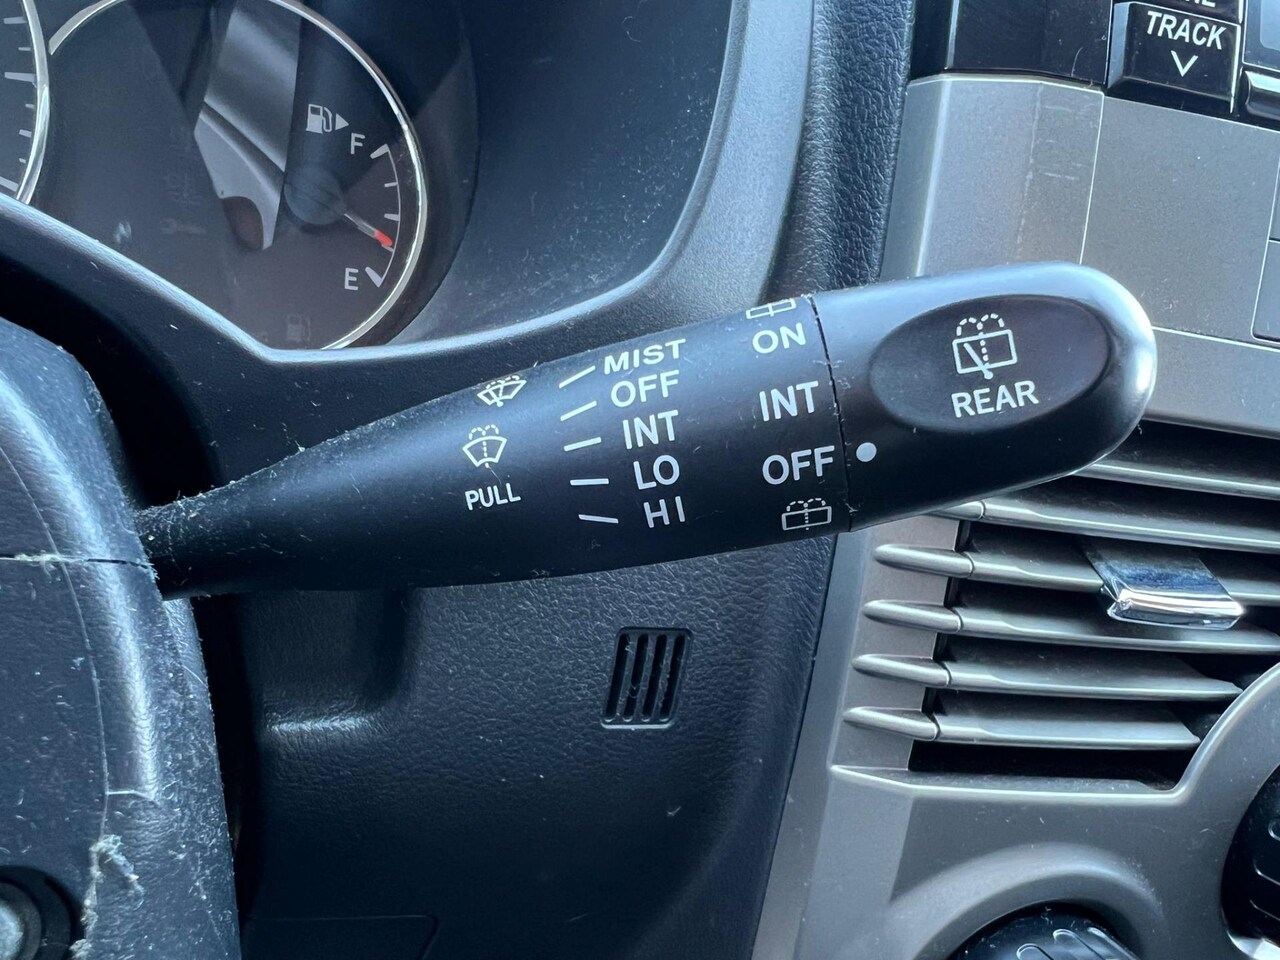 TRACK
F
E
MIST
OFF
INT
LO
HI
PULL
ON
INT
OFF
REAR